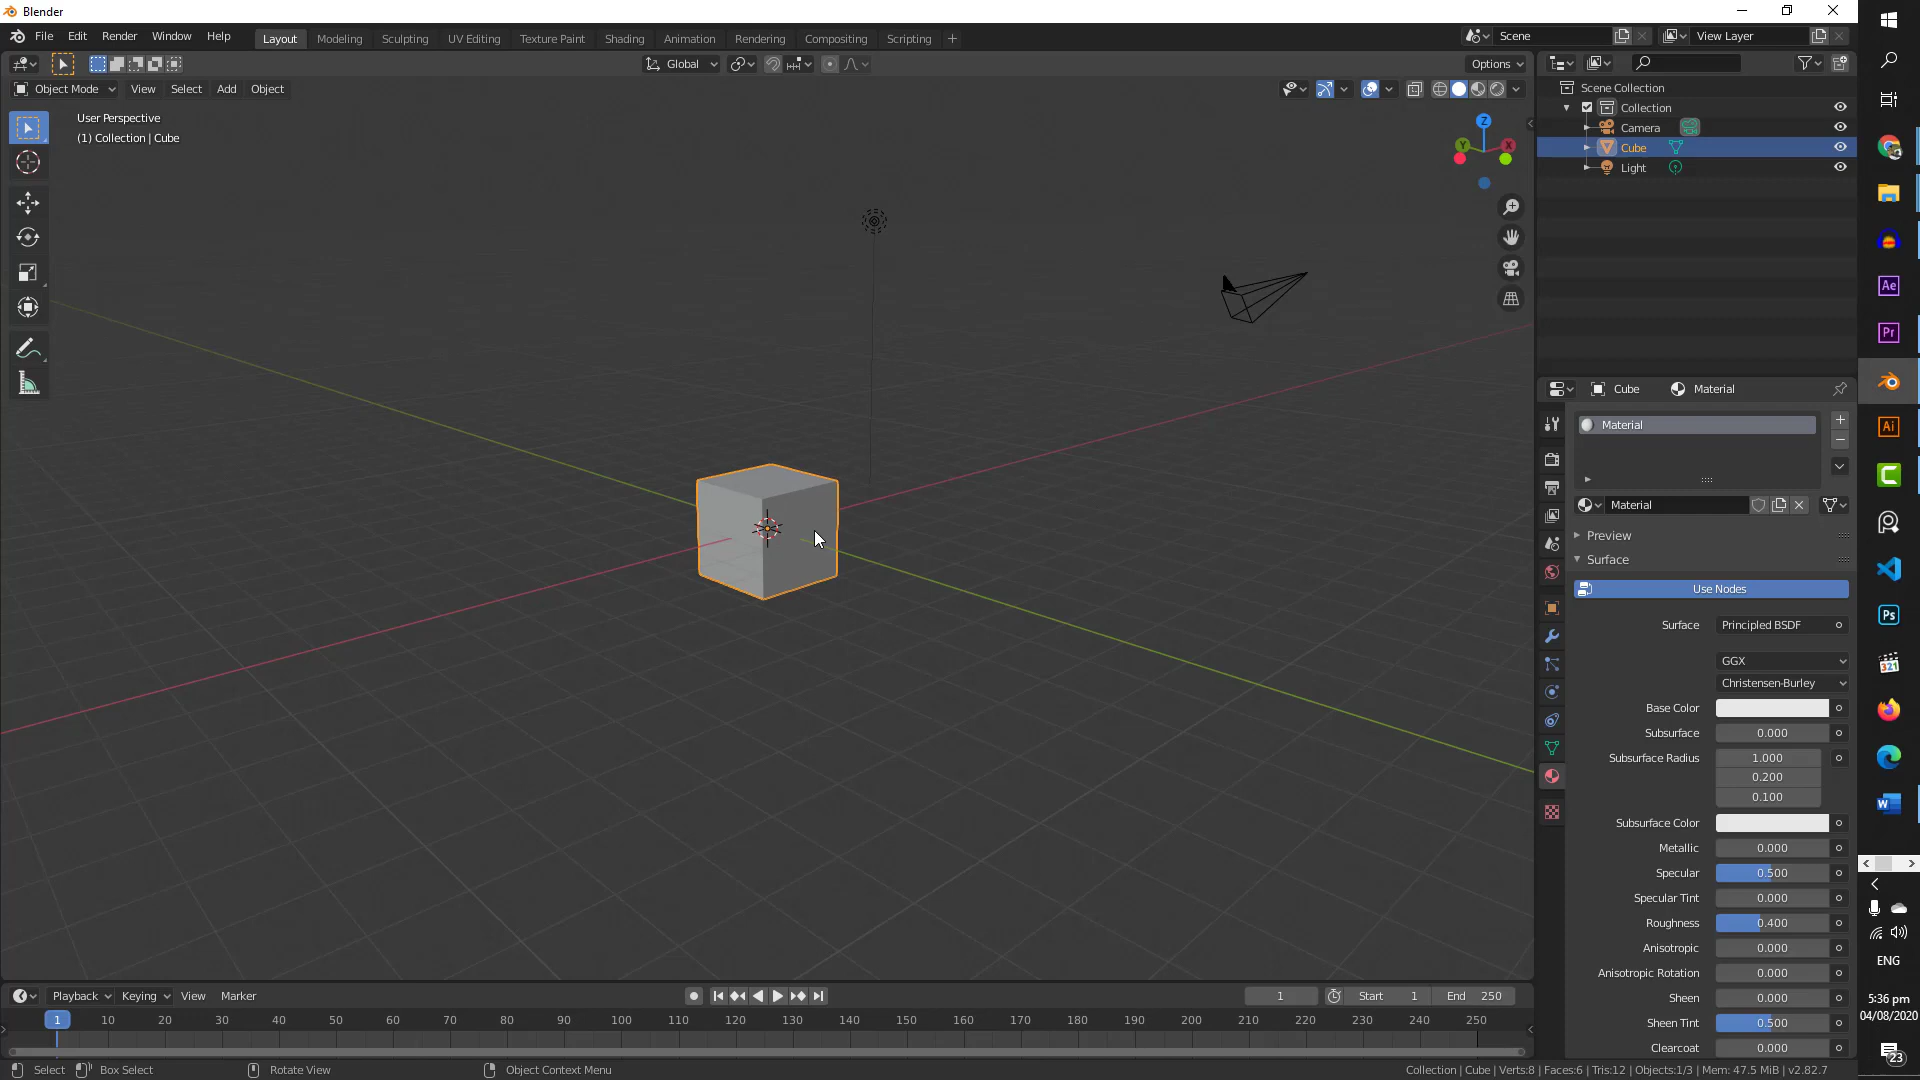 Blender
File Edit Render Window Help Layout Modeling Sculpting UV Editing Texture Paint Shading Animation Rendering Compositing Scripting + Scene View Layer
Global Options
Object Mode View Select Add Object
User Perspective
(1) Collection | Cube
Z
Y X
Scene Collection
Collection
Camera
Cube
Light
Cube Material
Material
Material
Preview
Surface
Use Nodes
Surface Principled BSDF
GGX
Christensen-Burley
Base Color
Subsurface 0.000
Subsurface Radius 1.000
0.200
0.100
Subsurface Color
Metallic 0.000
Specular 0.500
Specular Tint 0.000
Roughness 0.400
Anisotropic 0.000
Anisotropic Rotation 0.000
Sheen 0.000
Sheen Tint 0.500
Clearcoat 0.000
Playback Keying View Marker 1 Start 1 End 250
1 10 20 30 40 50 60 70 80 90 100 110 120 130 140 150 160 170 180 190 200 210 220 230 240 250
Select Box Select Rotate View Object Context Menu Collection | Cube | Verts:8 | Faces:6 | Tris:12 | Objects:1/3 | Mem: 47.5 MiB | v2.82.7
Ae
Pr
Ai
Ps
321
W
ENG
5:36 pm
04/08/2020
23